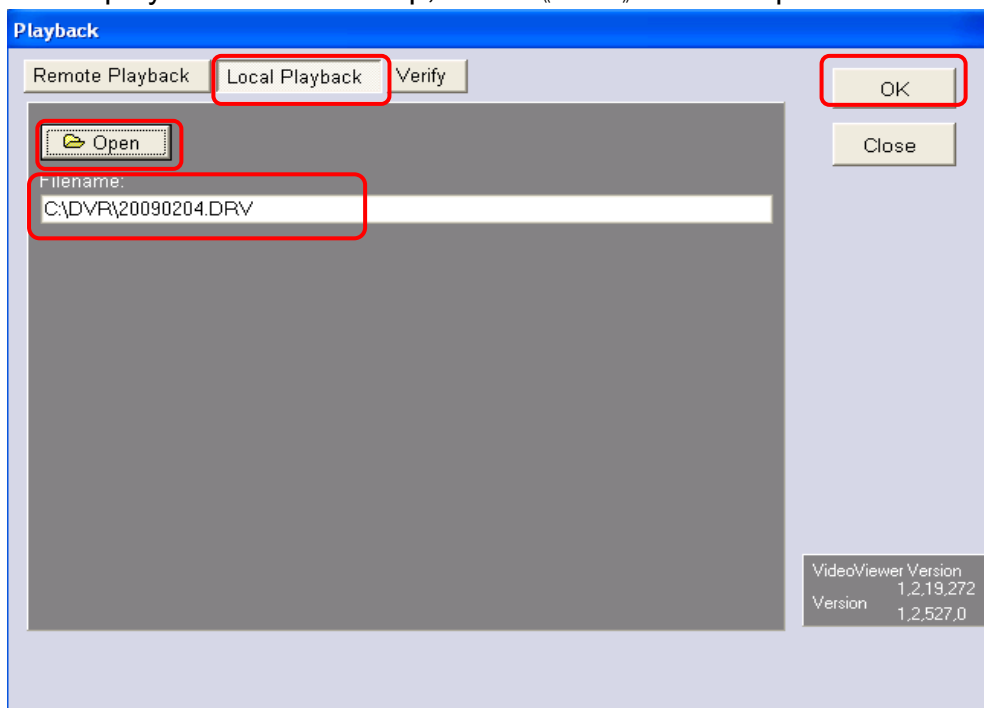 Playback
Remote Playback Local Playback Verify
OK
Open
Close
Filename:
C:\DVR\20090204.DRV
VideoViewer Version
1,2,19,272
Version
1,2,527,0